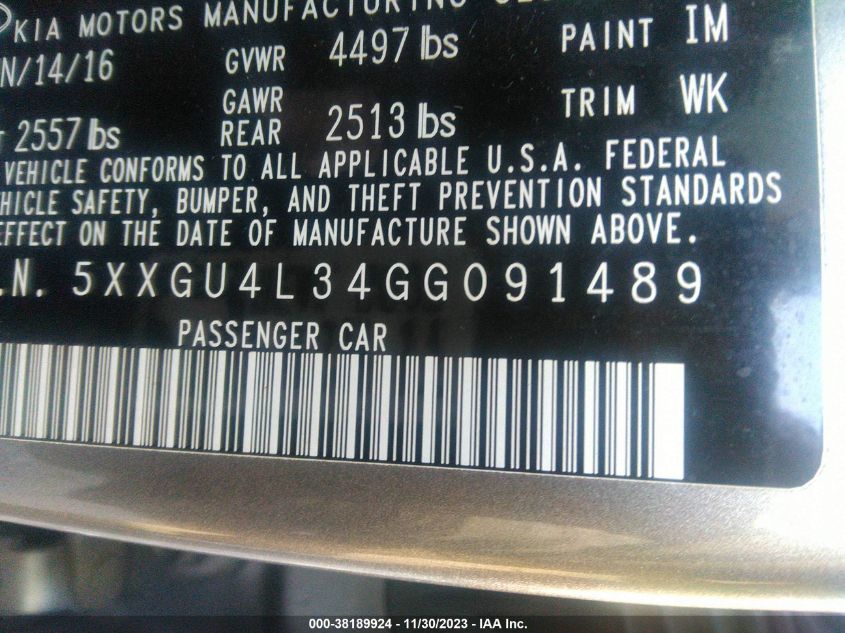 KIA MOTORS MANUFACTURING
N/14/16 GVWR 4497 lbs PAINT IM
2557 lbs GAWR REAR 2513 lbs TRIM WK
VEHICLE CONFORMS TO ALL APPLICABLE U.S.A. FEDERAL
HICLE SAFETY, BUMPER, AND THEFT PREVENTION STANDARDS
EFFECT ON THE DATE OF MANUFACTURE SHOWN ABOVE.
.N. 5XXGU4L34GG091489
PASSENGER CAR
000-38189924 - 11/30/2023 - IAA Inc.